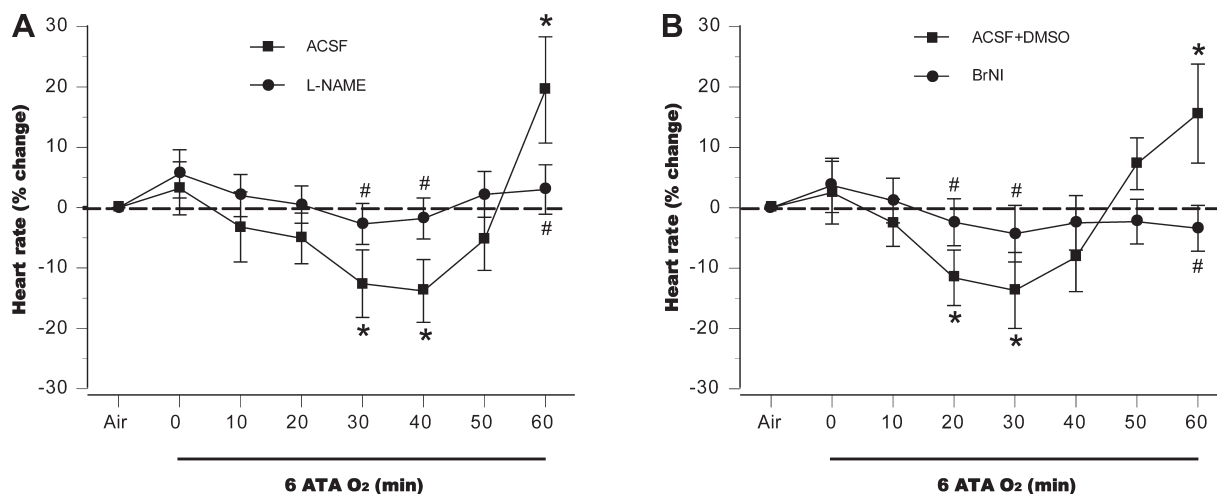 A
Heart rate (% change)
30
20
10
0
-10
-20
-30
ACSF
L-NAME
*
#
#
#
*
*
Air 0 10 20 30 40 50 60
6 ATA O₂ (min)
B
Heart rate (% change)
30
20
10
0
-10
-20
-30
ACSF+DMSO
BrNI
*
#
#
#
*
*
Air 0 10 20 30 40 50 60
6 ATA O₂ (min)